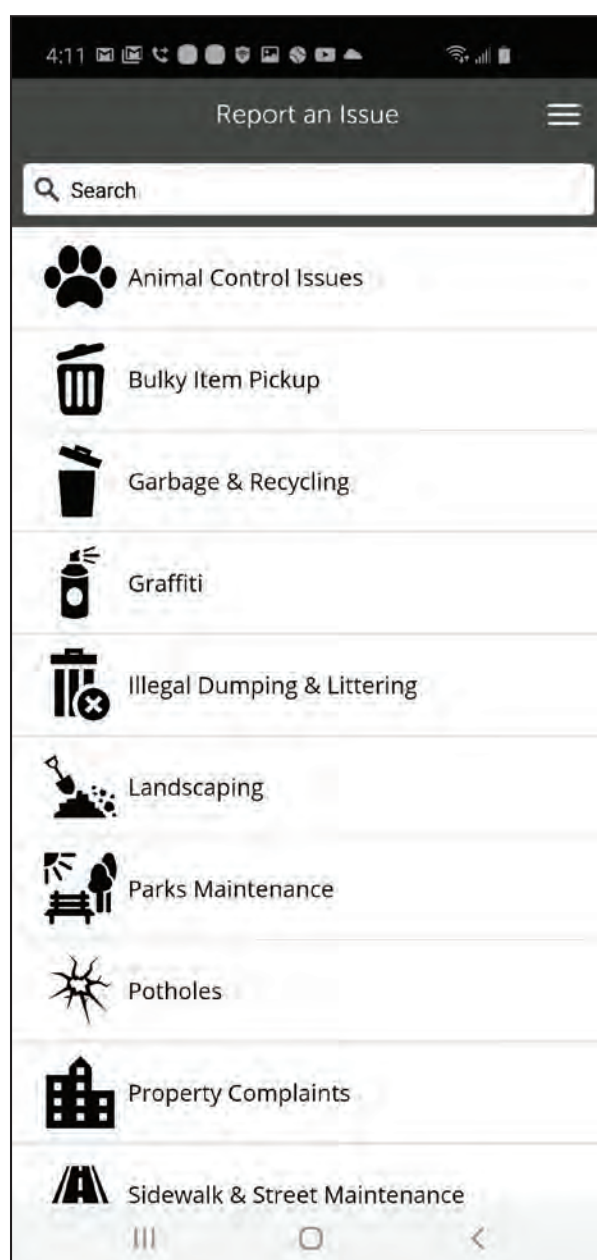 4:11
Report an Issue
Search
Animal Control Issues
Bulky Item Pickup
Garbage & Recycling
Graffiti
Illegal Dumping & Littering
Landscaping
Parks Maintenance
Potholes
Property Complaints
Sidewalk & Street Maintenance